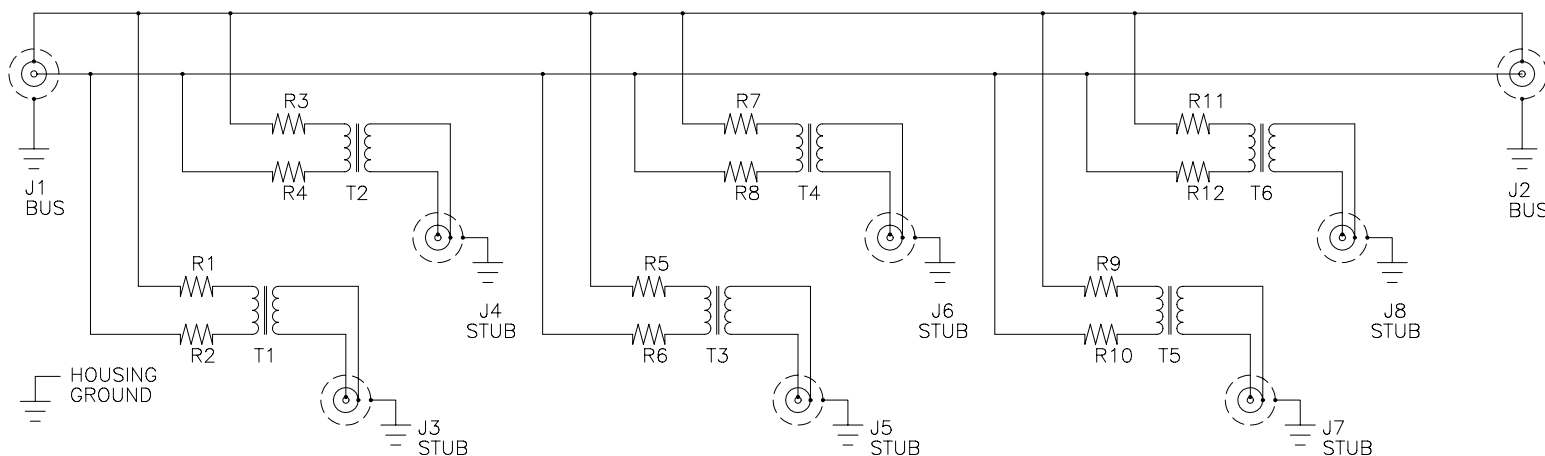 R3
R7
R11
R4
R8
R12
T2
T4
T6
J1
BUS
J2
BUS
R1
R5
R9
J4
STUB
J6
STUB
J8
STUB
R2
T1
R6
T3
R10
T5
HOUSING
GROUND
J3
STUB
J5
STUB
J7
STUB